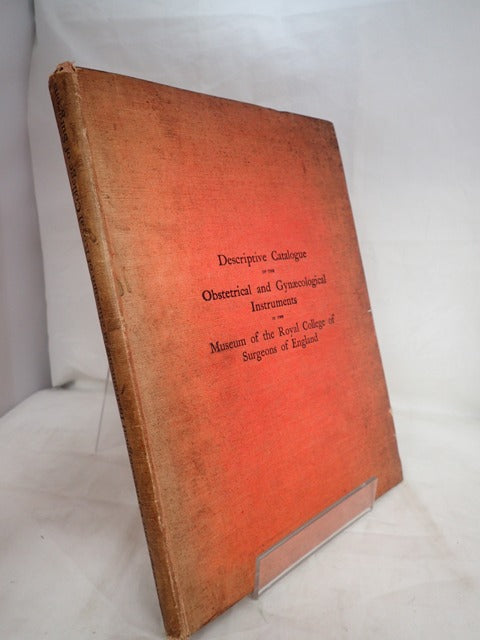 Descriptive Catalogue
OF THE
Obstetrical and Gynæcological
Instruments
IN THE
Museum of the Royal College of
Surgeons of England